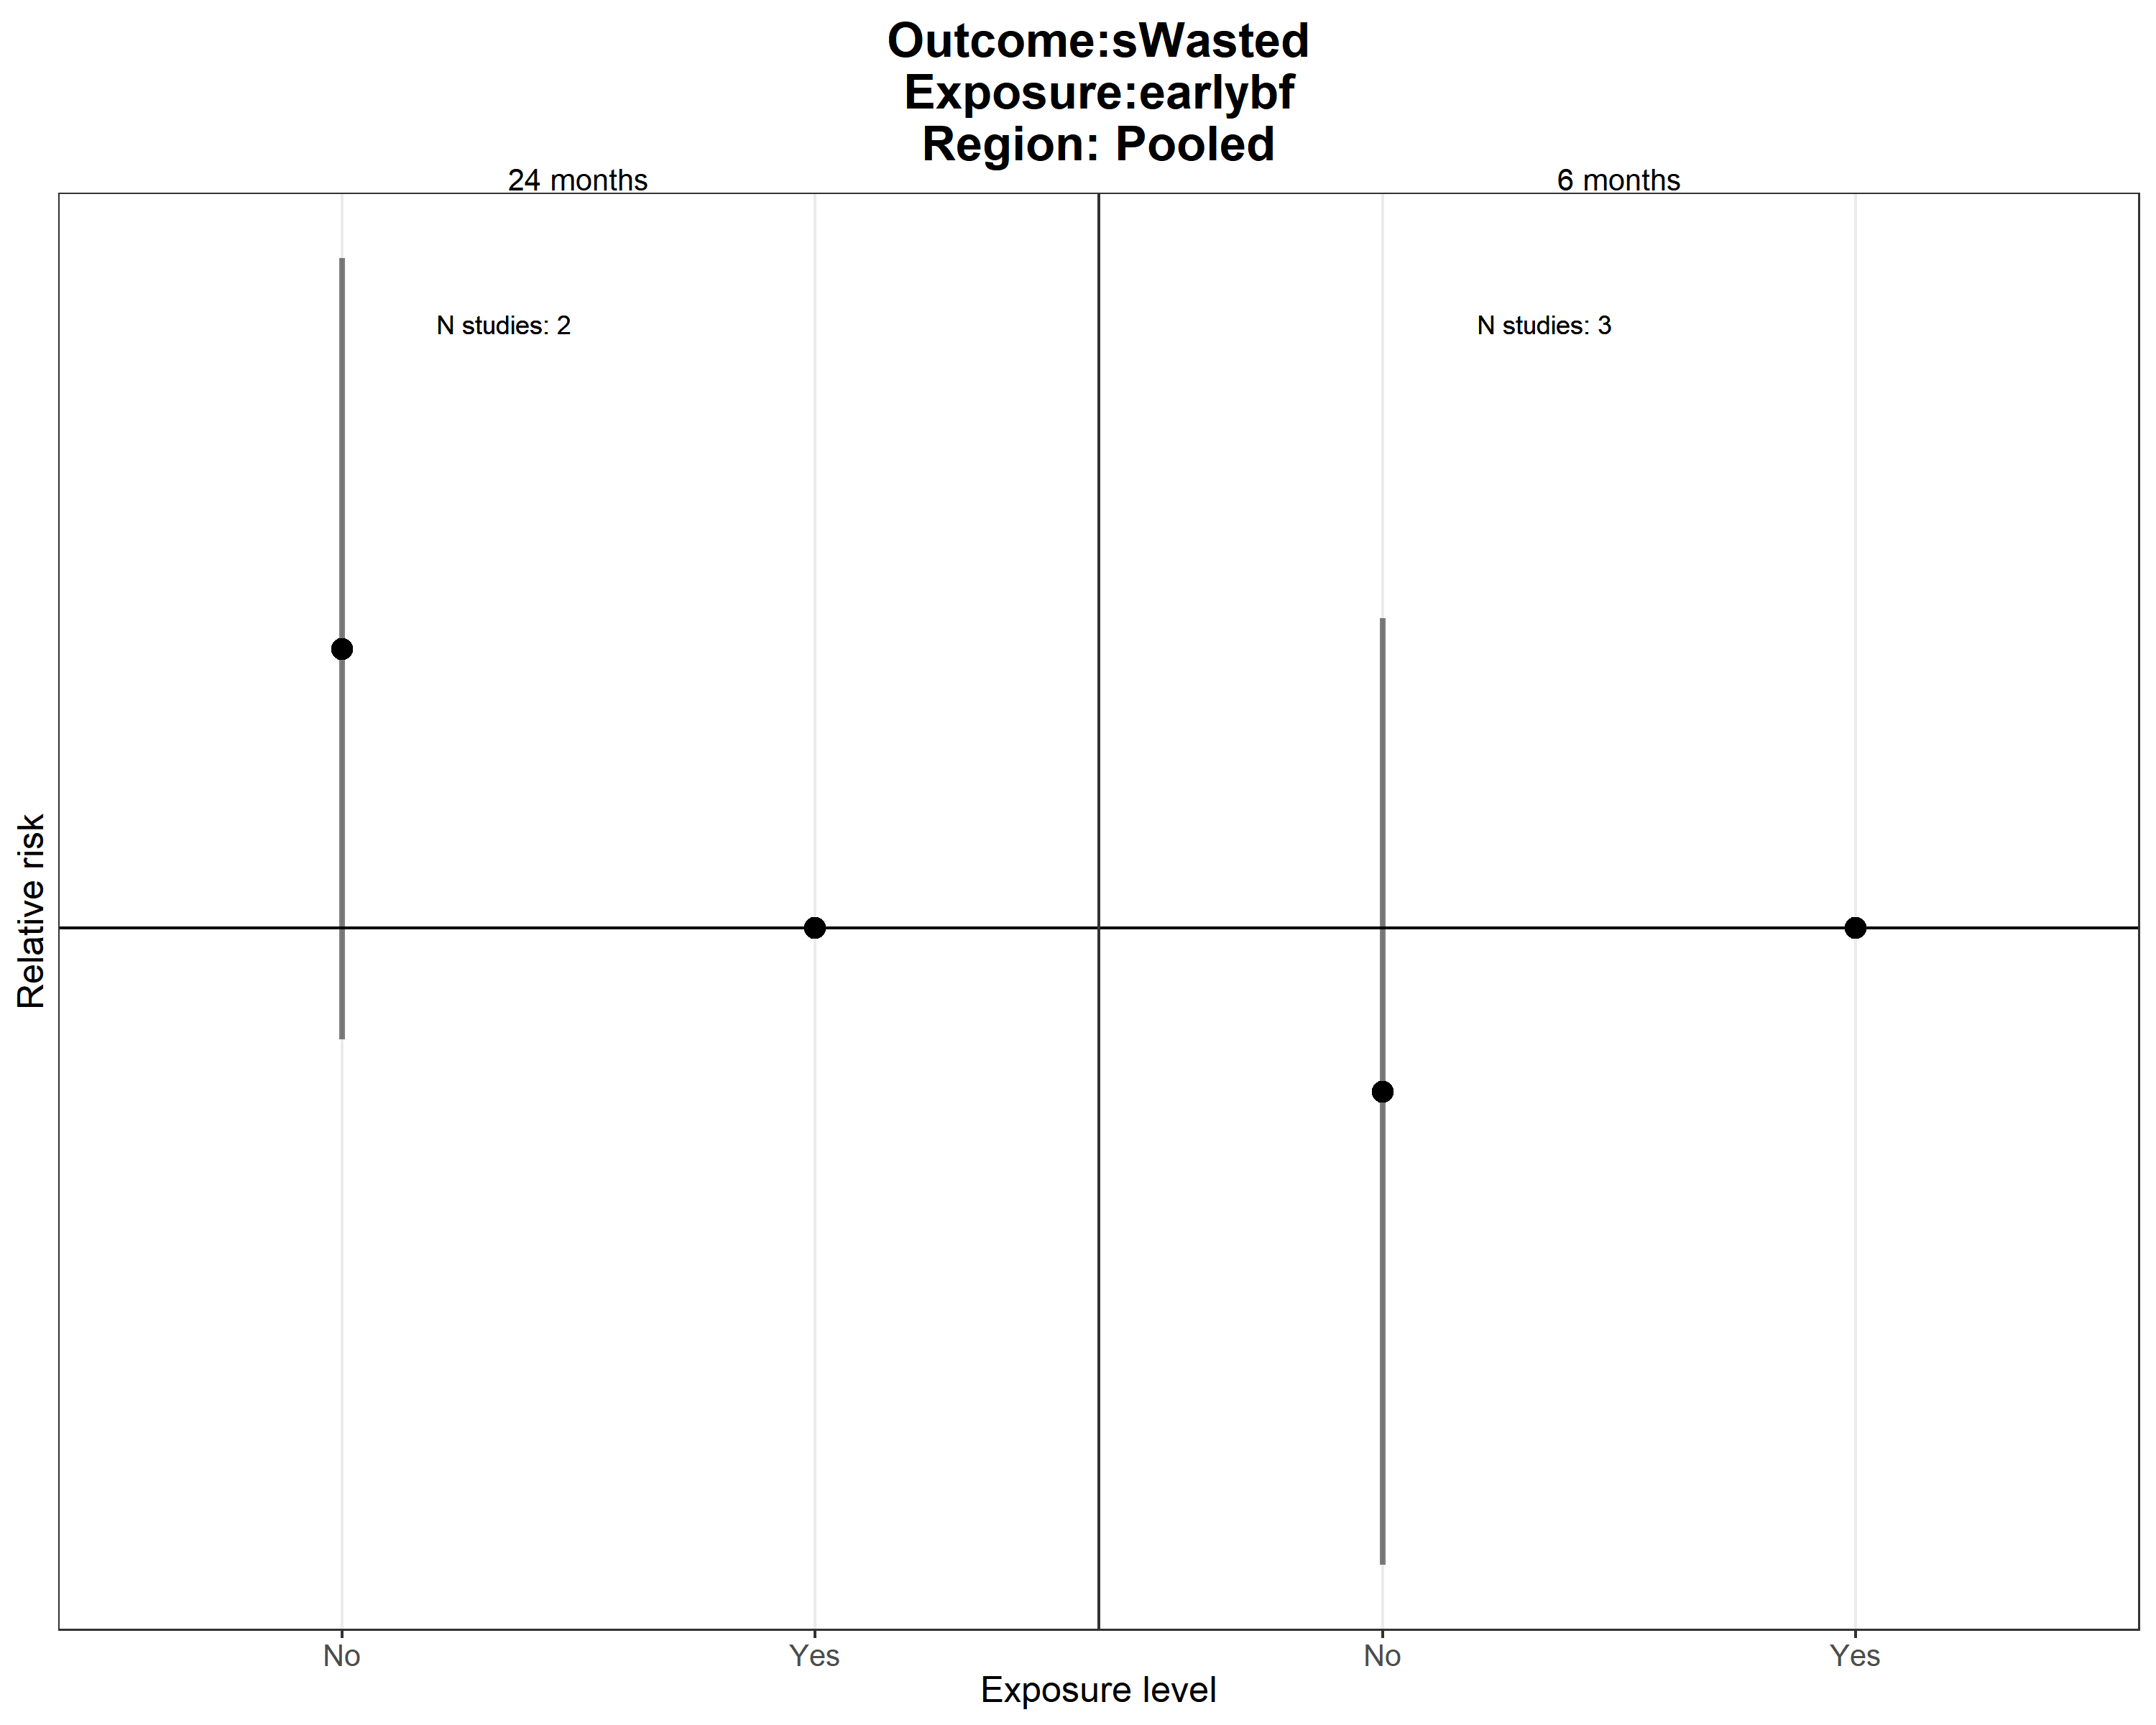 Outcome:sWasted
Exposure:earlybf
Region: Pooled
24 months
6 months
N studies: 2
N studies: 3
Relative risk
No
Yes
No
Yes
Exposure level